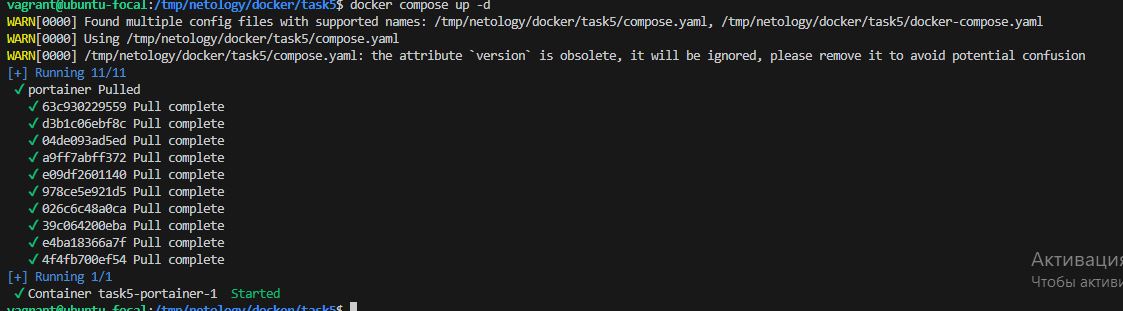 vagrant@ubuntu-focal:/tmp/netology/docker/task5$ docker compose up -d
WARN[0000] Found multiple config files with supported names: /tmp/netology/docker/task5/compose.yaml, /tmp/netology/docker/task5/docker-compose.yaml
WARN[0000] Using /tmp/netology/docker/task5/compose.yaml
WARN[0000] /tmp/netology/docker/task5/compose.yaml: the attribute `version` is obsolete, it will be ignored, please remove it to avoid potential confusion
[+] Running 11/11
✓ portainer Pulled
✓ 63c930229559 Pull complete
✓ d3b1c06ebf8c Pull complete
✓ 04de093ad5ed Pull complete
✓ a9ff7abff372 Pull complete
✓ e09df2601140 Pull complete
✓ 978ce5e921d5 Pull complete
✓ 026c6c48a0ca Pull complete
✓ 39c064200eba Pull complete
✓ e4ba18366a7f Pull complete
✓ 4f4fb700ef54 Pull complete
[+] Running 1/1
✓ Container task5-portainer-1 Started
vagrant@ubuntu-focal:/tmp/netology/docker/task5$
Активация
Чтобы активи